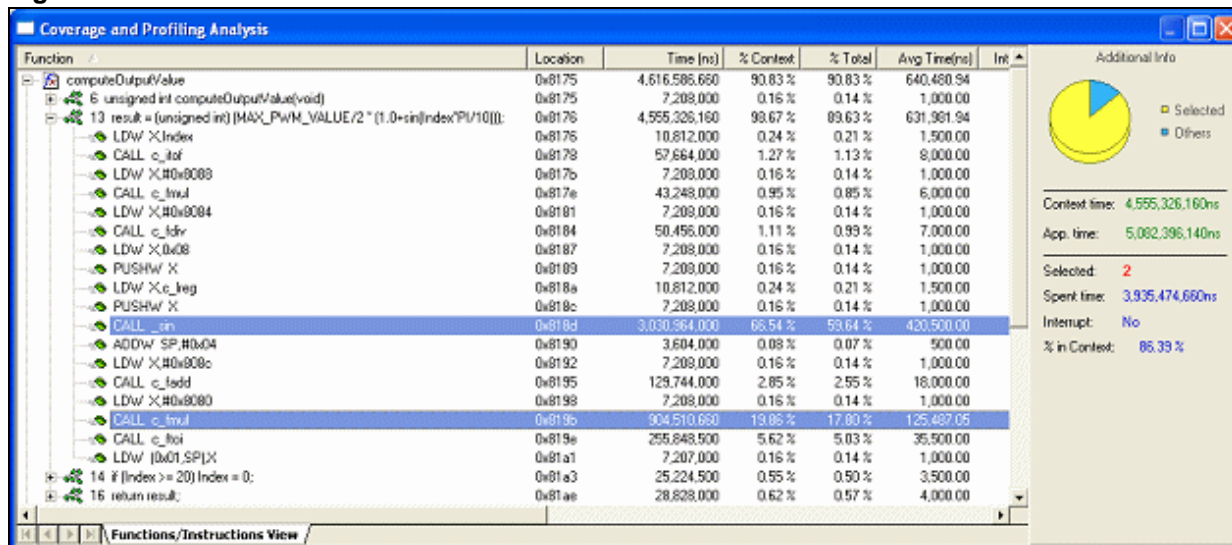 Coverage and Profiling Analysis
Function Location Time (ns) % Context % Total Avg Time(ns) Int
computeOutputValue 0x8175 4,616,586,660 90.83 % 90.83 % 640,480.94
6 unsigned int computeOutputValue(void) 0x8175 7,208,000 0.16 % 0.14 % 1,000.00
13 result = (unsigned int) (MAX_PWM_VALUE/2 * (1.0+sin(Index*PI/10))); 0x8176 4,555,326,160 98.67 % 89.63 % 631,981.94
LDW X,Index 0x8176 10,812,000 0.24 % 0.21 % 1,500.00
CALL c_itof 0x8178 57,664,000 1.27 % 1.13 % 8,000.00
LDW X,#0x8088 0x817b 7,208,000 0.16 % 0.14 % 1,000.00
CALL c_fmul 0x817e 43,248,000 0.95 % 0.85 % 6,000.00
LDW X,#0x8084 0x8181 7,208,000 0.16 % 0.14 % 1,000.00
CALL c_fdiv 0x8184 50,456,000 1.11 % 0.99 % 7,000.00
LDW X,0x08 0x8187 7,208,000 0.16 % 0.14 % 1,000.00
PUSHW X 0x8189 7,208,000 0.16 % 0.14 % 1,000.00
LDW X,c_lreg 0x818a 10,812,000 0.24 % 0.21 % 1,500.00
PUSHW X 0x818c 7,208,000 0.16 % 0.14 % 1,000.00
CALL _sin 0x818d 3,030,964,000 66.54 % 59.64 % 420,500.00
ADDW SP,#0x04 0x8190 3,604,000 0.08 % 0.07 % 500.00
LDW X,#0x808c 0x8192 7,208,000 0.16 % 0.14 % 1,000.00
CALL c_fadd 0x8195 129,744,000 2.85 % 2.55 % 18,000.00
LDW X,#0x8080 0x8198 7,208,000 0.16 % 0.14 % 1,000.00
CALL c_fmul 0x819b 904,510,660 19.86 % 17.80 % 125,487.05
CALL c_ftoi 0x819e 255,848,500 5.62 % 5.03 % 35,500.00
LDW (0x01,SP),X 0x81a1 7,207,000 0.16 % 0.14 % 1,000.00
14 if (Index >= 20) Index = 0; 0x81a3 25,224,500 0.55 % 0.50 % 3,500.00
16 return result; 0x81ae 28,828,000 0.62 % 0.57 % 4,000.00
Functions/Instructions View
Additional Info
Selected
Others
Context time: 4,555,326,160ns
App. time: 5,082,396,140ns
Selected: 2
Spent time: 3,935,474,660ns
Interrupt: No
% in Context: 86.39 %